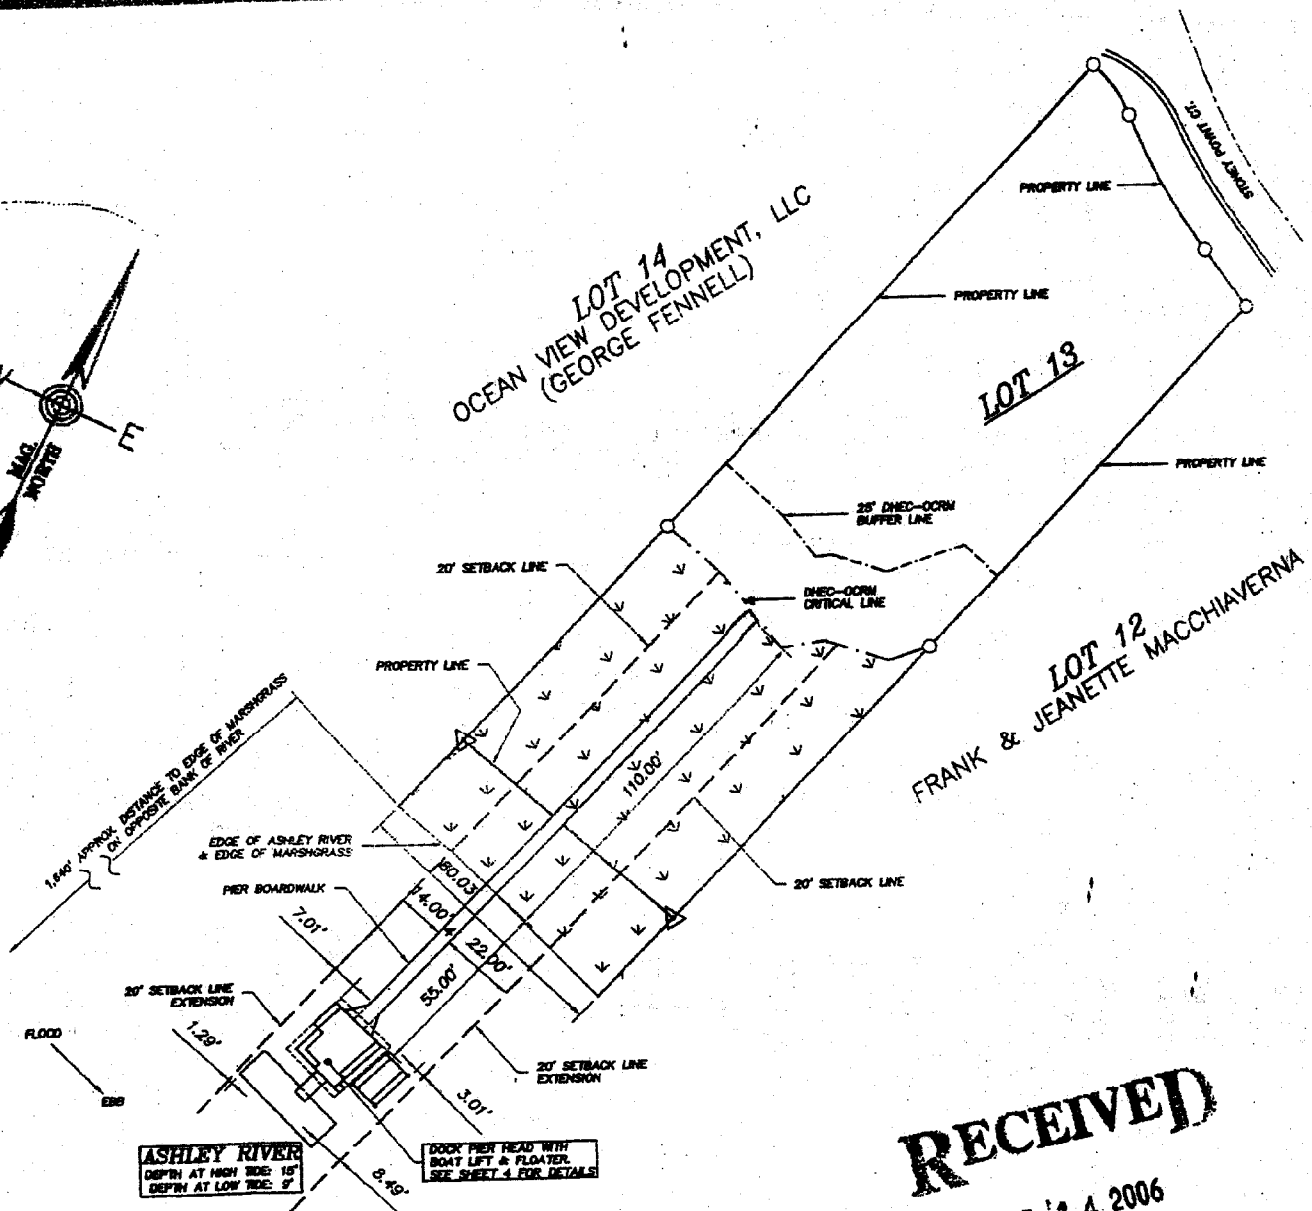 STONEY POINT CT.
PROPERTY LINE
LOT 14
OCEAN VIEW DEVELOPMENT, LLC
(GEORGE FENNELL)
PROPERTY LINE
LOT 13
E
MAG.
NORTH
PROPERTY LINE
25' DHEC-OCRM
BUFFER LINE
20' SETBACK LINE
DHEC-OCRM
CRITICAL LINE
LOT 12
FRANK & JEANETTE MACCHIAVERNA
PROPERTY LINE
1,640' APPROX. DISTANCE TO EDGE OF MARSHGRASS
ON OPPOSITE BANK OF RIVER
110.00'
EDGE OF ASHLEY RIVER
& EDGE OF MARSHGRASS
80.03'
20' SETBACK LINE
PIER BOARDWALK
14.00'
4'
7.01'
22.00'
55.00'
20' SETBACK LINE
EXTENSION
FLOOD
1.29'
20' SETBACK LINE
EXTENSION
EBB
3.01'
ASHLEY RIVER
DEPTH AT HIGH TIDE: 15'
DEPTH AT LOW TIDE: 9'
DOCK PIER HEAD WITH
BOAT LIFT & FLOATER.
SEE SHEET 4 FOR DETAILS
8.49'
RECEIVED
4 2006